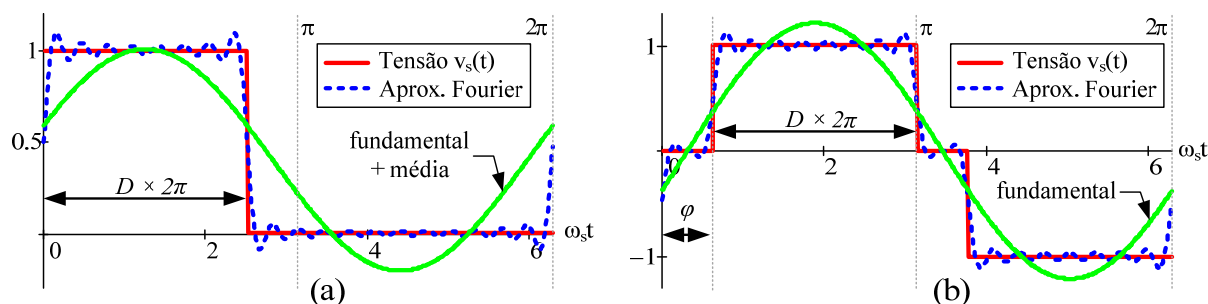 π
2π
1
Tensão vs(t)
Aprox. Fourier
0.5
fundamental
+ média
D × 2π
0
2
4
6
ωst
(a)
π
2π
1
Tensão vs(t)
Aprox. Fourier
D × 2π
0
2
4
6
ωst
fundamental
φ
−1
(b)